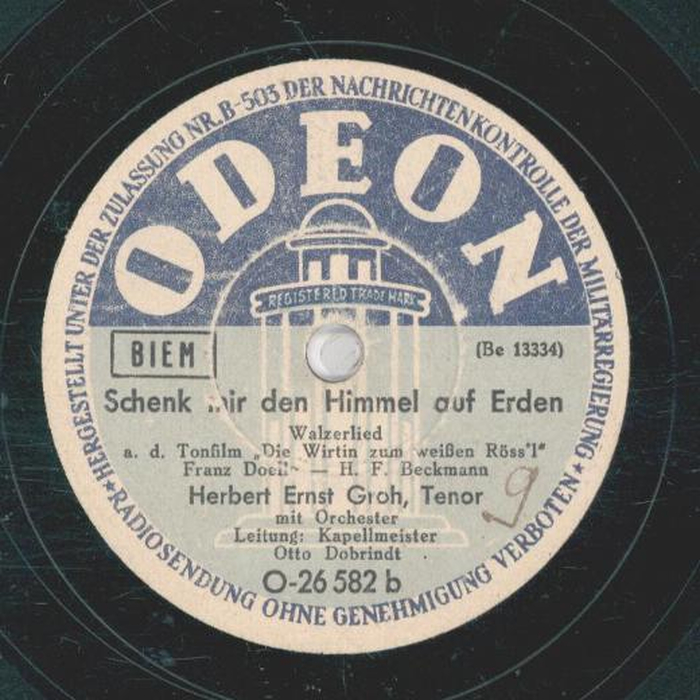 HERGESTELLT UNTER DER ZULASSUNG NR. B-503 DER NACHRICHTENKONTROLLE DER MILITÄRREGIERUNG
ODEON
REGISTERED TRADE MARK
BIEM
(Be 13334)
Schenk mir den Himmel auf Erden
Walzerlied
a. d. Tonfilm „Die Wirtin zum weißen Röss'l"
Franz Doelle — H. F. Beckmann
Herbert Ernst Groh, Tenor
9
mit Orchester
Leitung: Kapellmeister
Otto Dobrindt
O-26 582 b
★ RADIOSENDUNG OHNE GENEHMIGUNG VERBOTEN ★